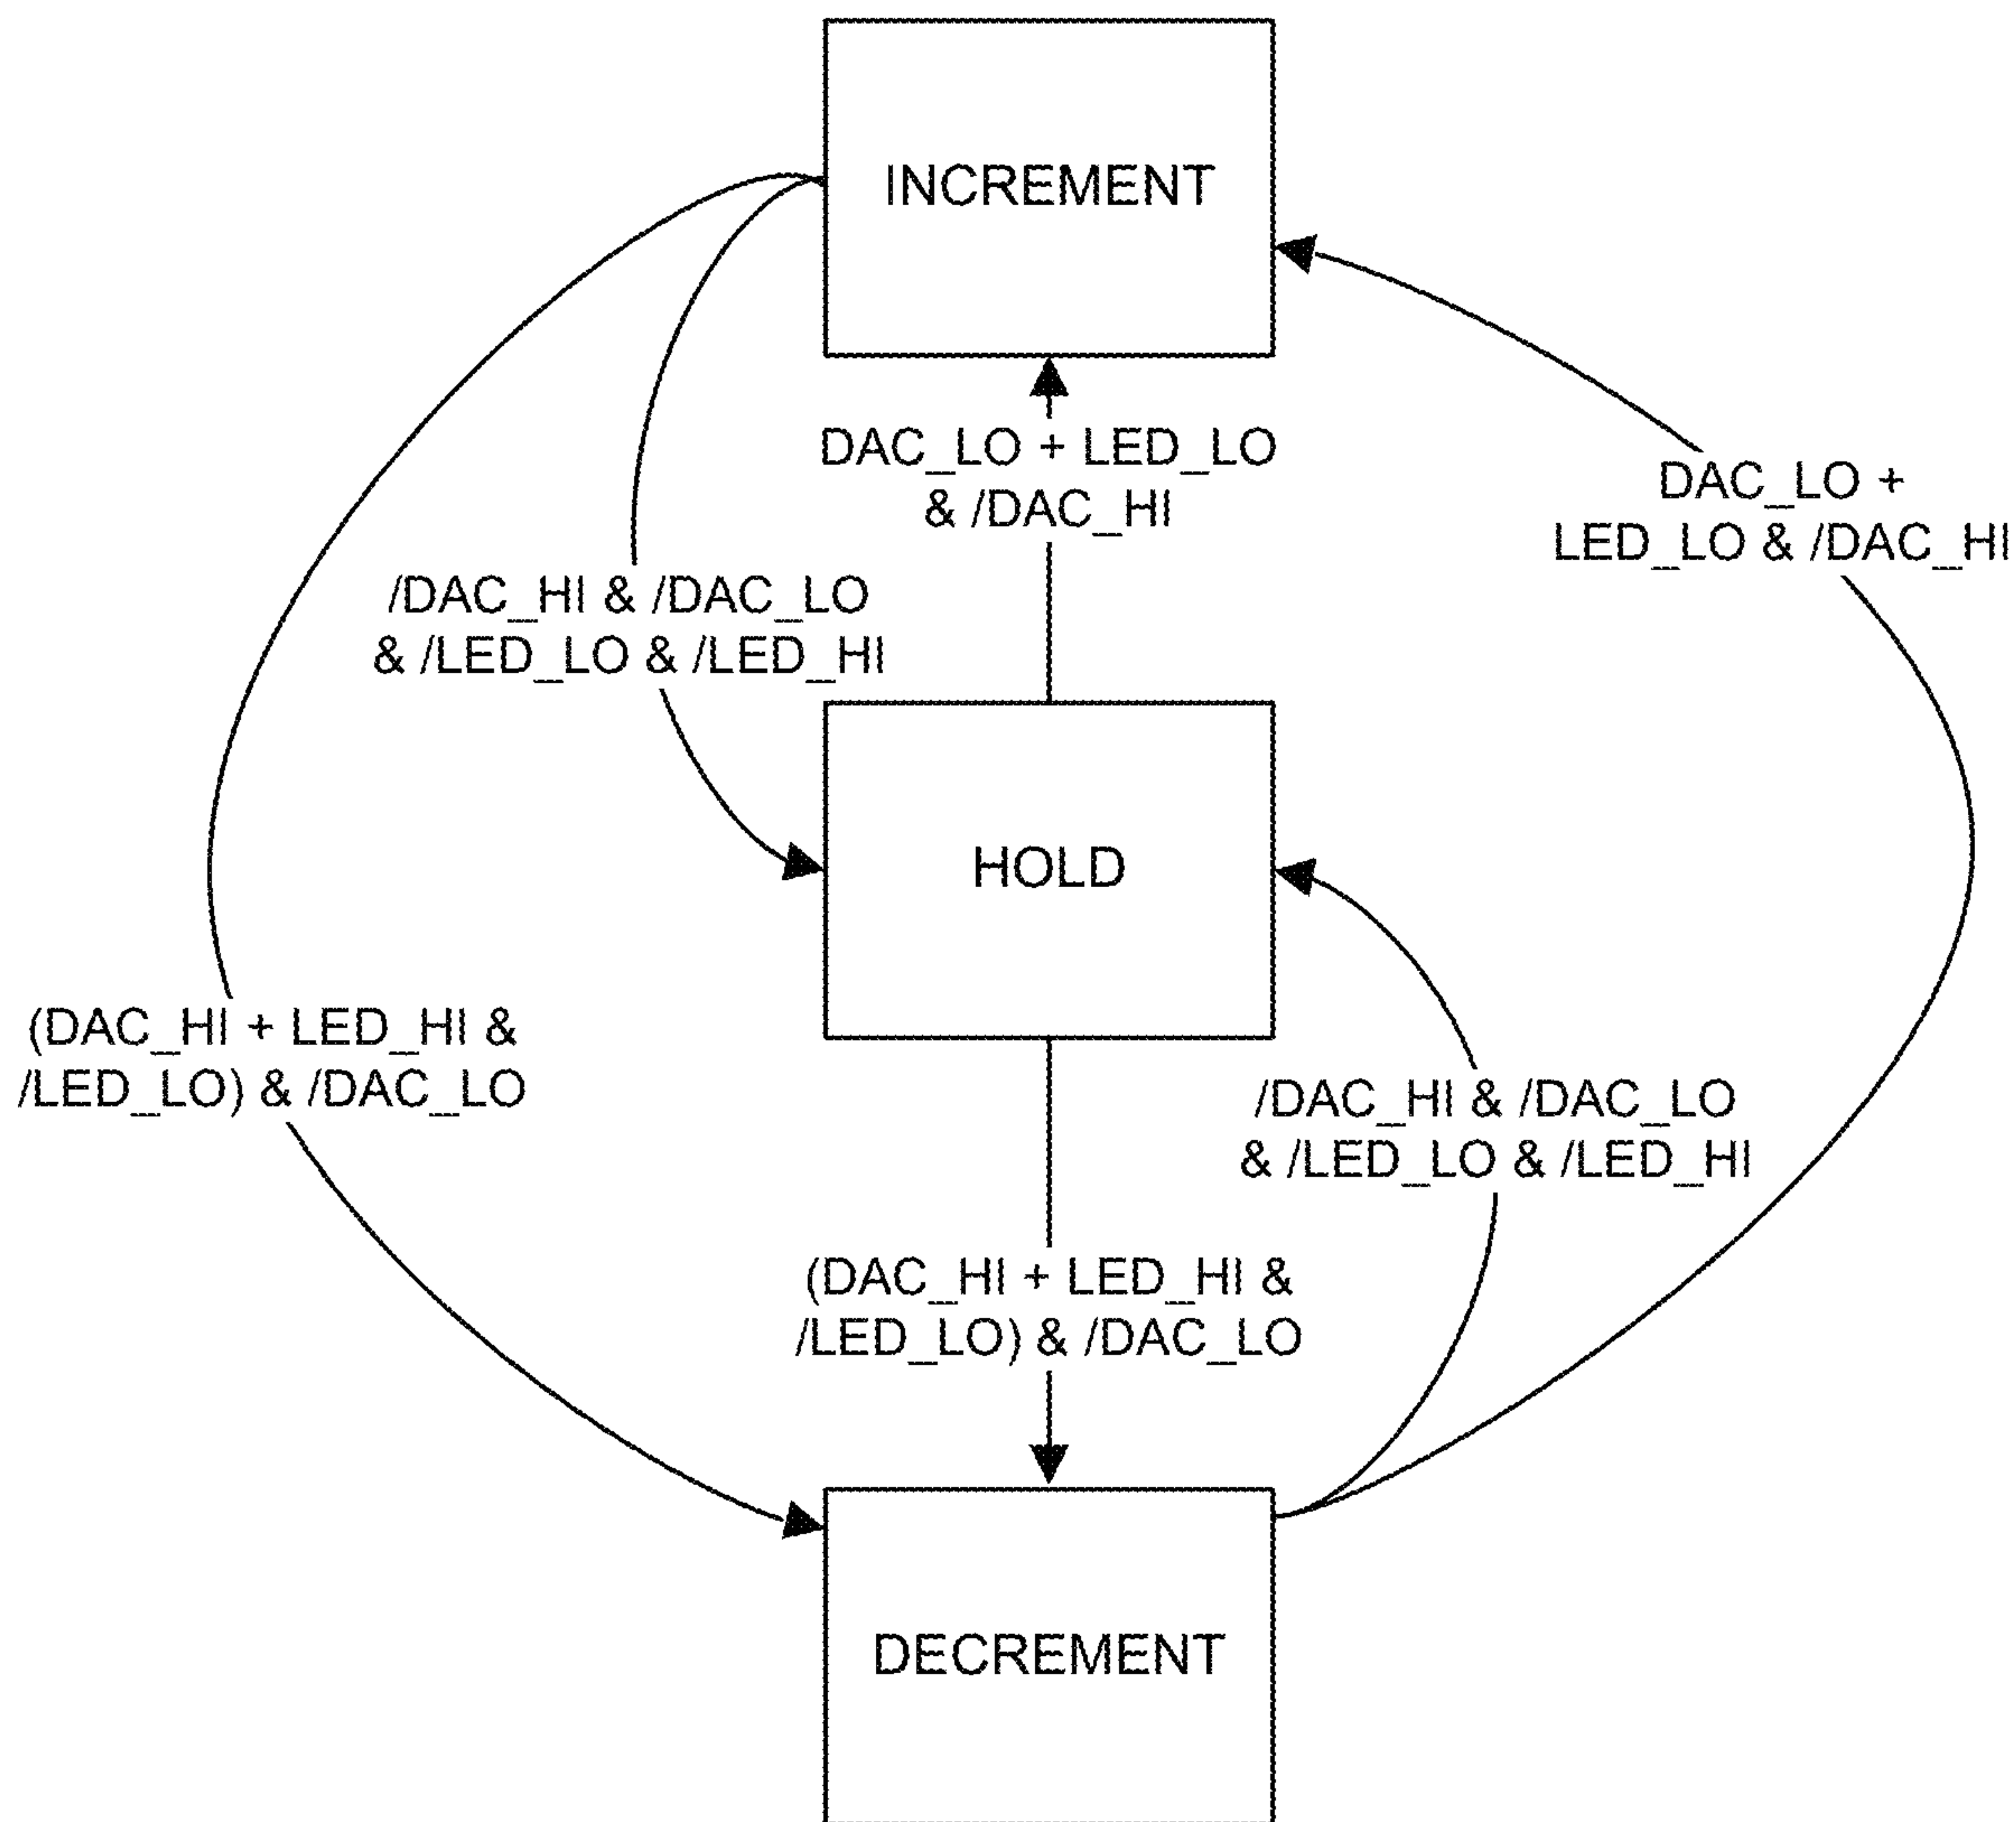 INCREMENT
DAC_LO + LED_LO
& /DAC_HI
DAC_LO +
LED_LO & /DAC_HI
/DAC_HI & /DAC_LO
& /LED_LO & /LED_HI
HOLD
(DAC_HI + LED_HI &
/LED_LO) & /DAC_LO
/DAC_HI & /DAC_LO
& /LED_LO & /LED_HI
(DAC_HI + LED_HI &
/LED_LO) & /DAC_LO
DECREMENT